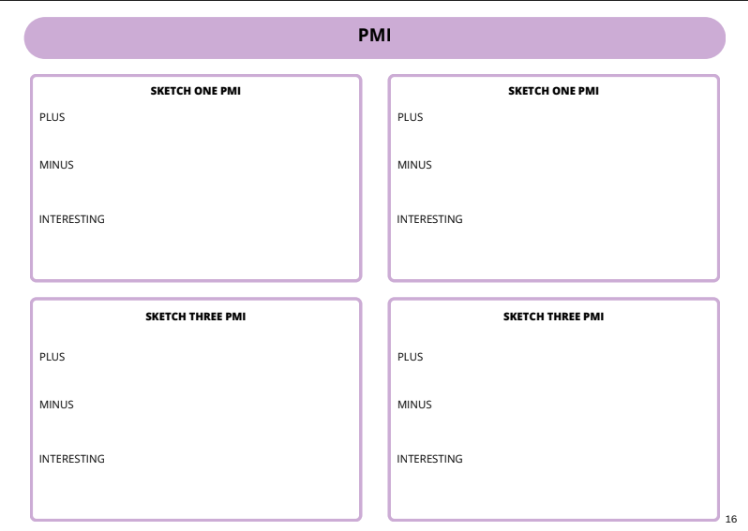 PMI
SKETCH ONE PMI
PLUS
MINUS
INTERESTING
SKETCH ONE PMI
PLUS
MINUS
INTERESTING
SKETCH THREE PMI
PLUS
MINUS
INTERESTING
SKETCH THREE PMI
PLUS
MINUS
INTERESTING
16